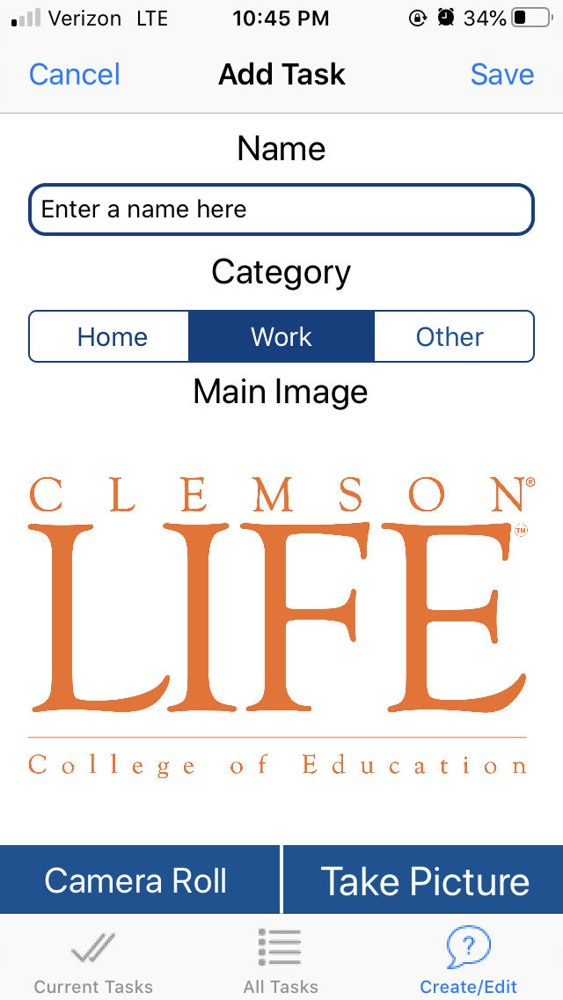 Verizon LTE 10:45 PM 34%
Cancel Add Task Save
Name
Enter a name here
Category
Home Work Other
Main Image
CLEMSON®
LIFE™
College of Education
Camera Roll Take Picture
?
Current Tasks All Tasks Create/Edit